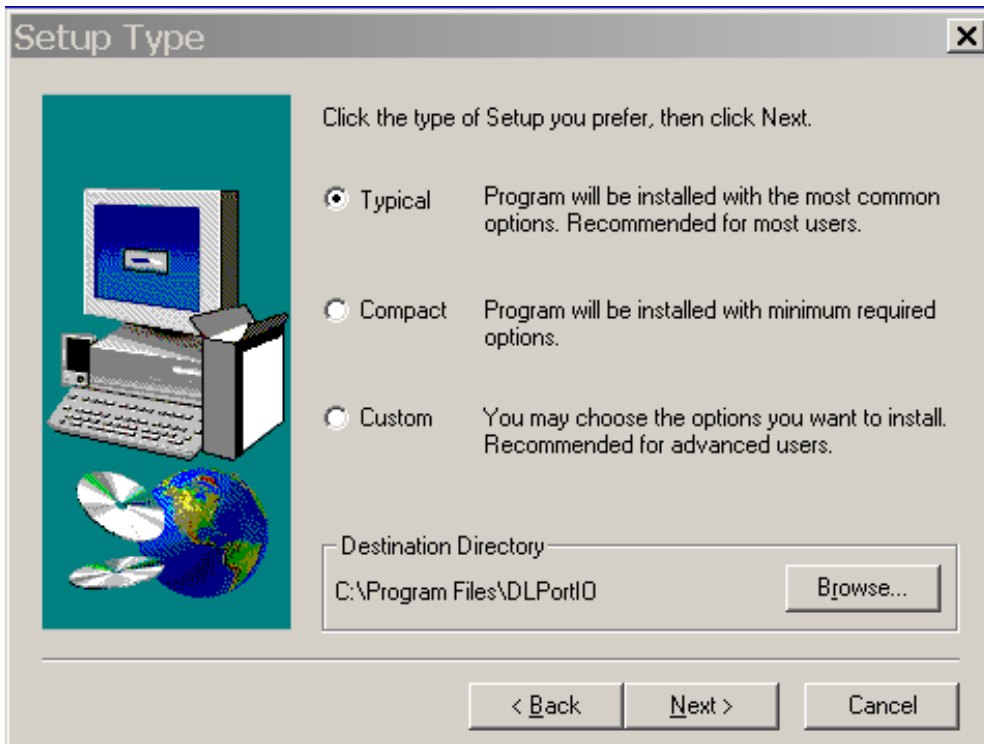 Setup Type
Click the type of Setup you prefer, then click Next.
Typical
Program will be installed with the most common
options. Recommended for most users.
Compact
Program will be installed with minimum required
options.
Custom
You may choose the options you want to install.
Recommended for advanced users.
Destination Directory
C:\Program Files\DLPortIO
Browse...
< Back
Next >
Cancel